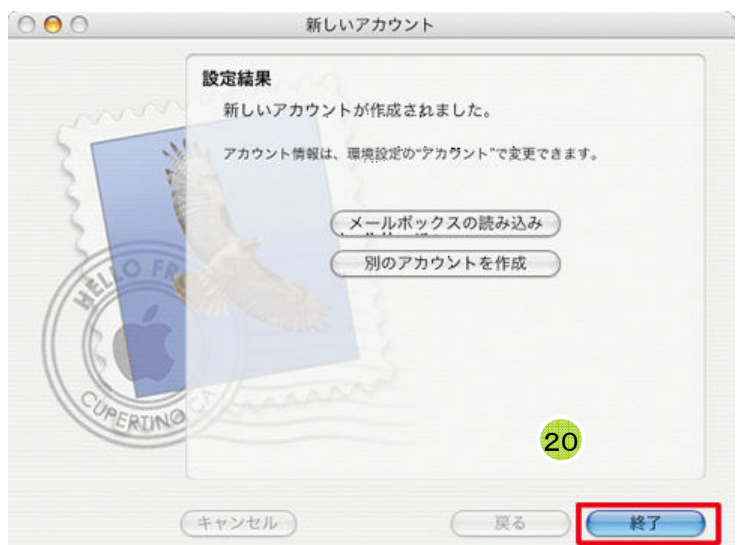 新しいアカウント
設定結果
新しいアカウントが作成されました。
アカウント情報は、環境設定の"アカウント"で変更できます。
メールボックスの読み込み
別のアカウントを作成
HELLO FR
CUPERTINO CA
20
キャンセル
戻る
終了